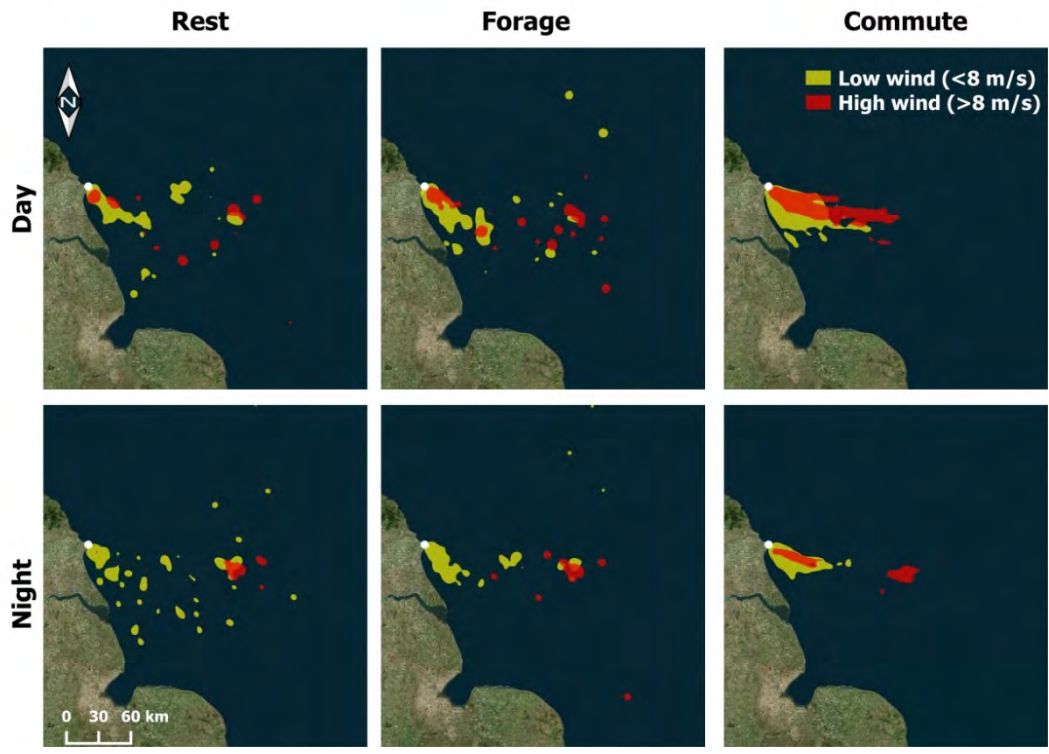 Rest
Forage
Commute
Day
N
Low wind (<8 m/s)
High wind (>8 m/s)
Night
0 30 60 km